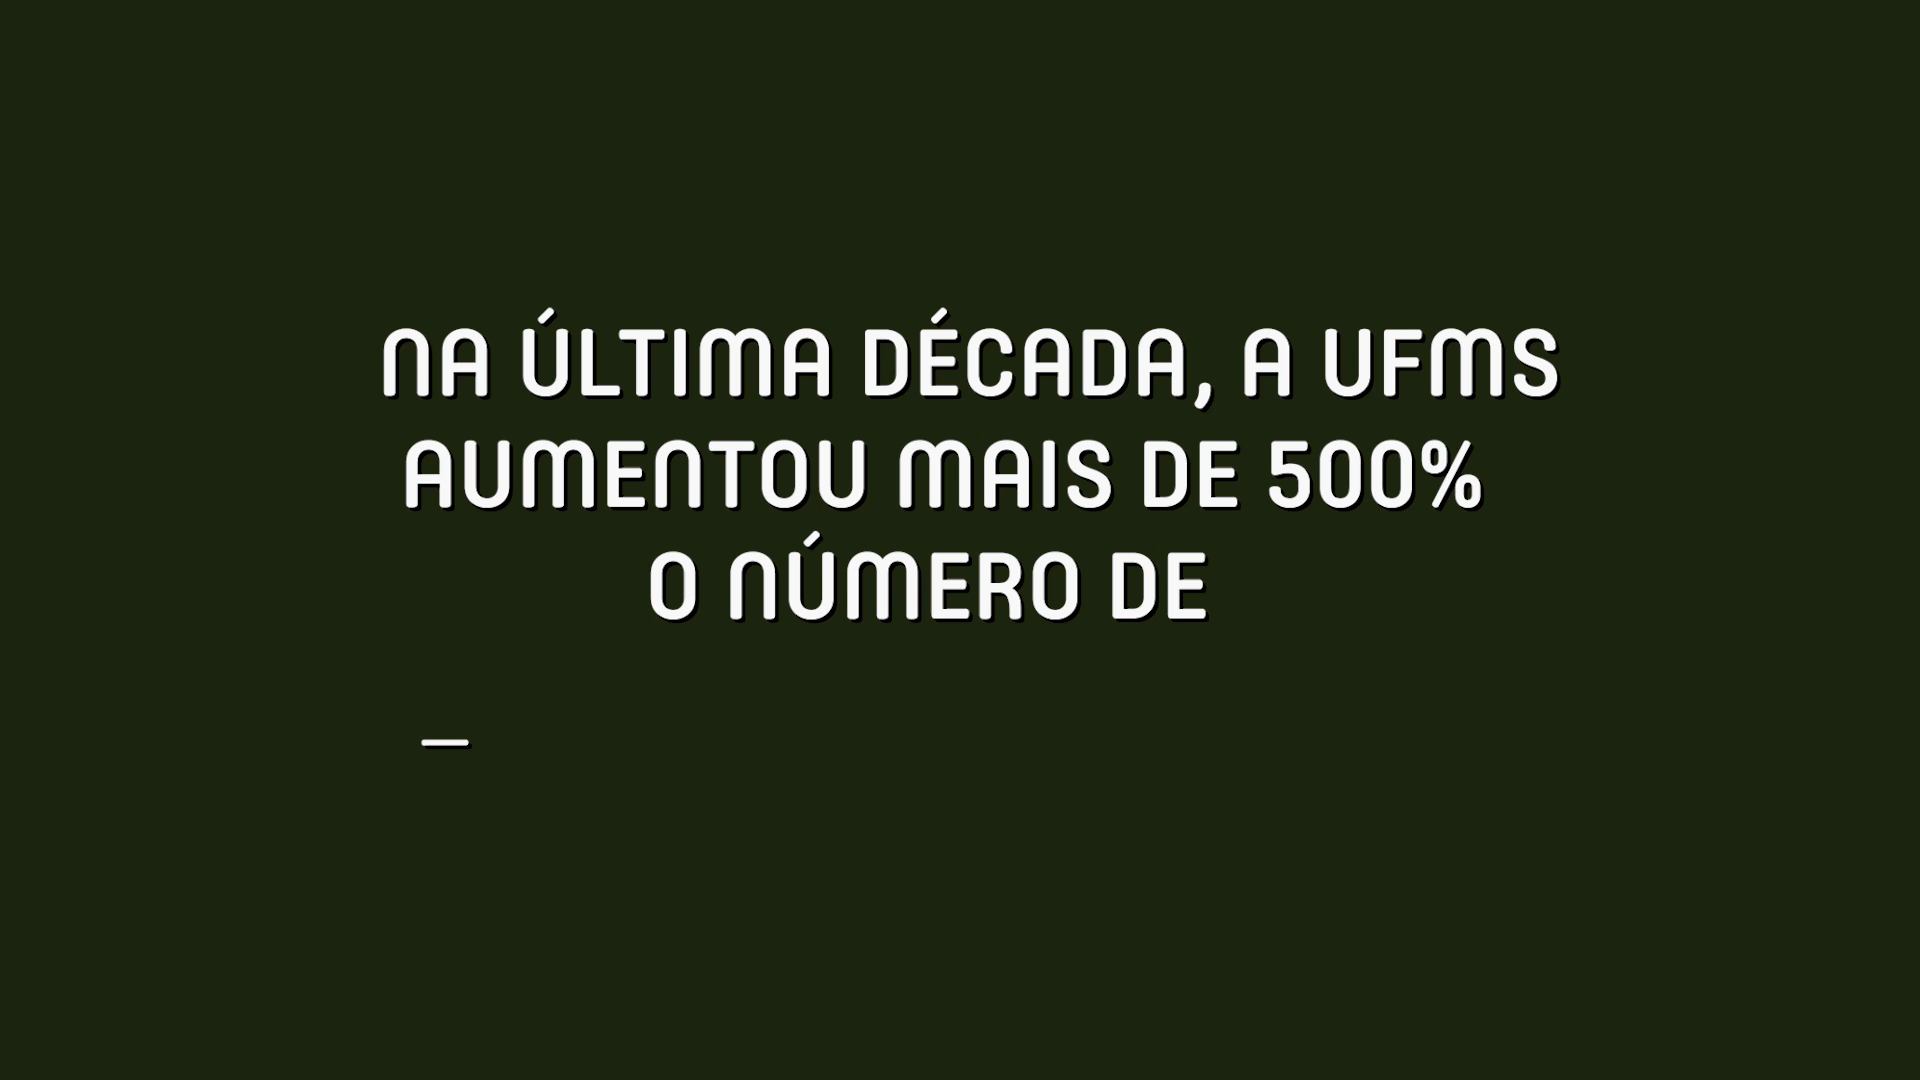 NA ÚLTIMA DÉCADA, A UFMS
AUMENTOU MAIS DE 500%
O NÚMERO DE
_